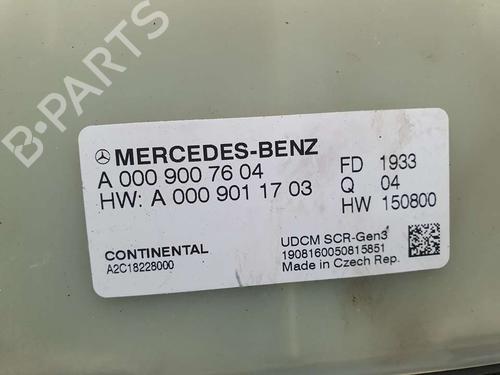 MERCEDES-BENZ
A 000 900 76 04
HW: A 000 901 17 03
FD 1933
Q 04
HW 150800
CONTINENTAL
A2C18228000
UDCM SCR-Gen3
1908160050815851
Made in Czech Rep.
B-PARTS